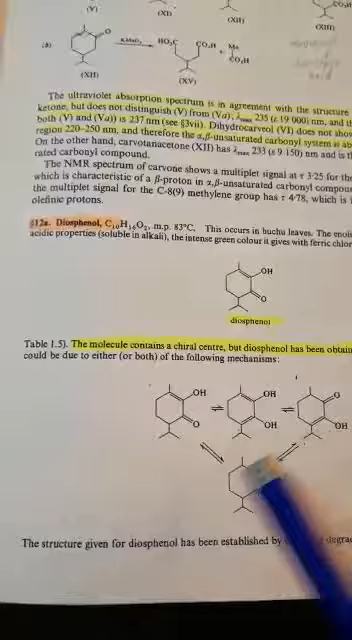 (V)
(XI)
(XII)
(XIII)
CO₂H
(b)
O
KMnO₄
HO₂C
CO₂H
+
Me
CO₂H
(XII)
(XV)
The ultraviolet absorption spectrum is in agreement with the structure
ketone, but does not distinguish (V) from (Va); λmax 235 (ε 19 000) nm, and
both (V) and (Va)) is 237 nm (see §3vii). Dihydrocarveol (VI) does not show
region 220–250 nm, and therefore the α,β-unsaturated carbonyl system is
On the other hand, carvotanacetone (XII) has λmax 233 (ε 9 150) nm and is
rated carbonyl compound.
The NMR spectrum of carvone shows a multiplet signal at τ 3·25 for the
which is characteristic of a β-proton in α,β-unsaturated carbonyl
the multiplet signal for the C-8(9) methylene group has τ 4·78, which is
olefinic protons.
§12a. Diosphenol, C₁₀H₁₆O₂, m.p. 83°C. This occurs in buchu leaves. The
acidic properties (soluble in alkali), the intense green colour it gives with ferric
OH
O
diosphenol
Table 1.5). The molecule contains a chiral centre, but diosphenol has been
could be due to either (or both) of the following mechanisms:
OH
O
OH
OH
O
OH
The structure given for diosphenol has been established by